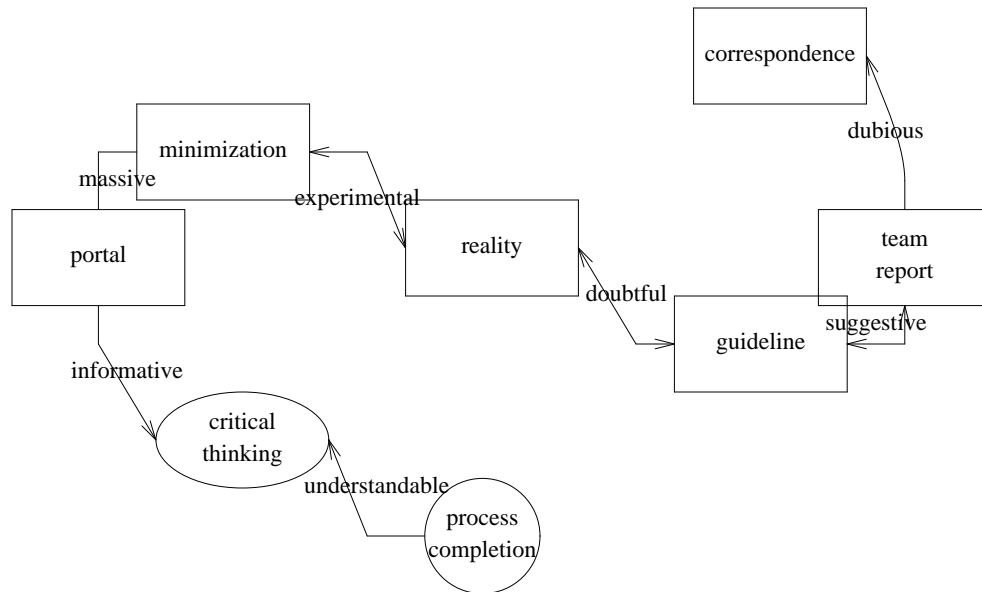 correspondence
dubious
minimization
massive
experimental
portal
reality
team
report
doubtful
suggestive
guideline
informative
critical
thinking
understandable
process
completion